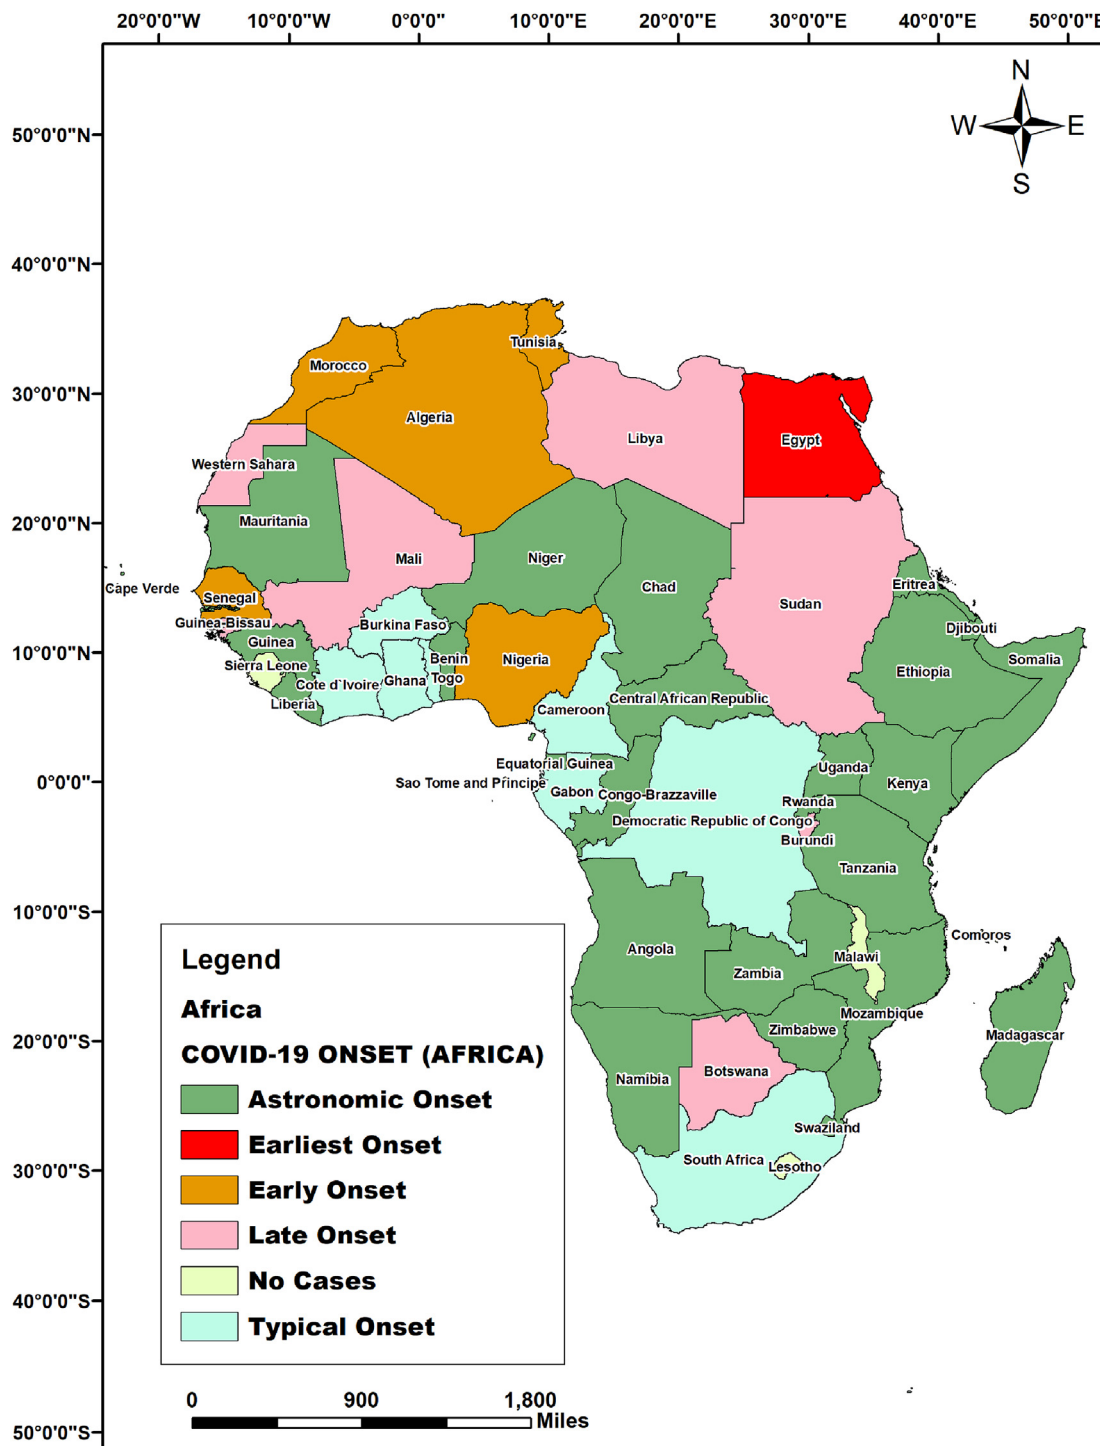 20°0'0"W 10°0'0"W 0°0'0" 10°0'0"E 20°0'0"E 30°0'0"E 40°0'0"E 50°0'0"E
N
W E
S
50°0'0"N
40°0'0"N
30°0'0"N
20°0'0"N
10°0'0"N
0°0'0"
10°0'0"S
20°0'0"S
30°0'0"S
40°0'0"S
50°0'0"S
Tunisia
Morocco
Algeria
Libya
Egypt
Western Sahara
Mauritania
Mali
Niger
Chad
Sudan
Eritrea
Cape Verde
Senegal
Guinea-Bissau
Burkina Faso
Djibouti
Guinea
Benin
Nigeria
Somalia
Sierra Leone
Togo
Ethiopia
Cote d`Ivoire
Ghana
Liberia
Central African Republic
Cameroon
Equatorial Guinea
Uganda
Sao Tome and Principe
Kenya
Gabon
Congo-Brazzaville
Rwanda
Democratic Republic of Congo
Burundi
Tanzania
Comoros
Angola
Malawi
Zambia
Mozambique
Zimbabwe
Madagascar
Botswana
Namibia
Swaziland
South Africa
Lesotho
Legend
Africa
COVID-19 ONSET (AFRICA)
Astronomic Onset
Earliest Onset
Early Onset
Late Onset
No Cases
Typical Onset
0 900 1,800
Miles